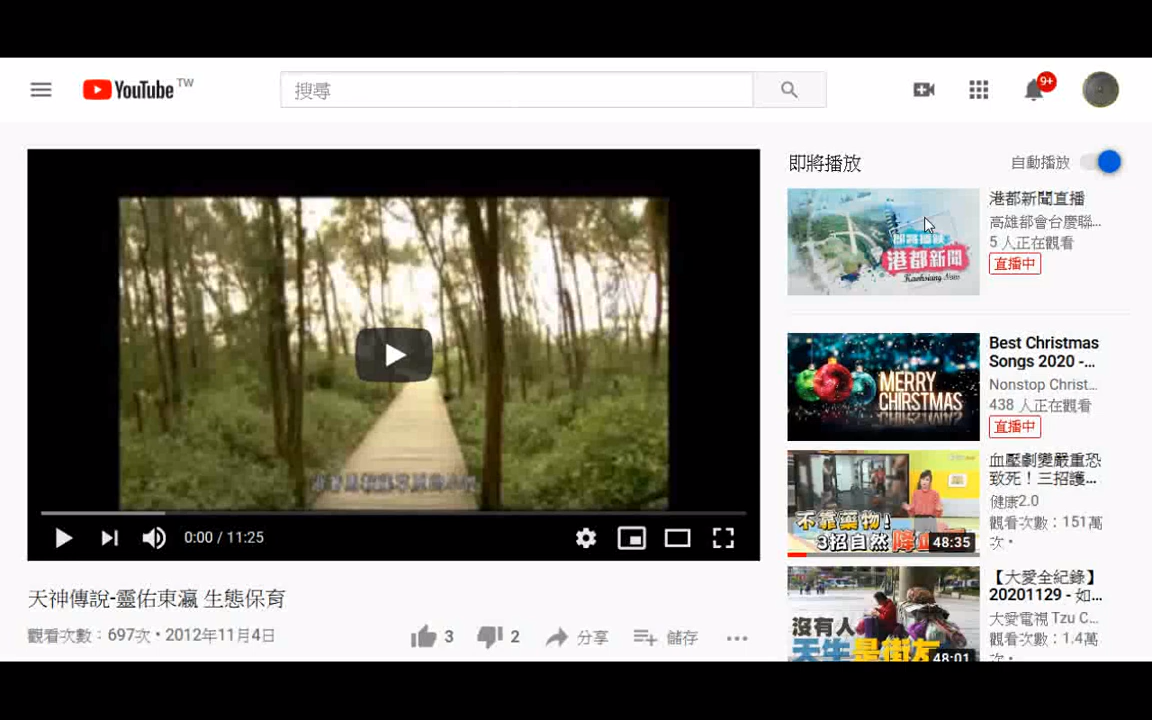 YouTube TW
搜尋
9+
即將播放
自動播放
港都新聞
Kaohsiung News
港都新聞直播
高雄都會台慶聯...
5 人正在觀看
直播中
MERRY
CHIRSTMAS
Best Christmas
Songs 2020 -...
Nonstop Christ...
438 人正在觀看
直播中
不靠藥物!
3招自然降血
48:35
血壓劇變嚴重恐
致死！三招護...
健康2.0
觀看次數：151萬
次・
沒有人
天生是街友
48:01
【大愛全紀錄】
20201129 - 如...
大愛電視 Tzu C...
觀看次數：1.4萬
0:00 / 11:25
天神傳說-靈佑東瀛 生態保育
觀看次數：697次・2012年11月4日
3
2
分享
儲存